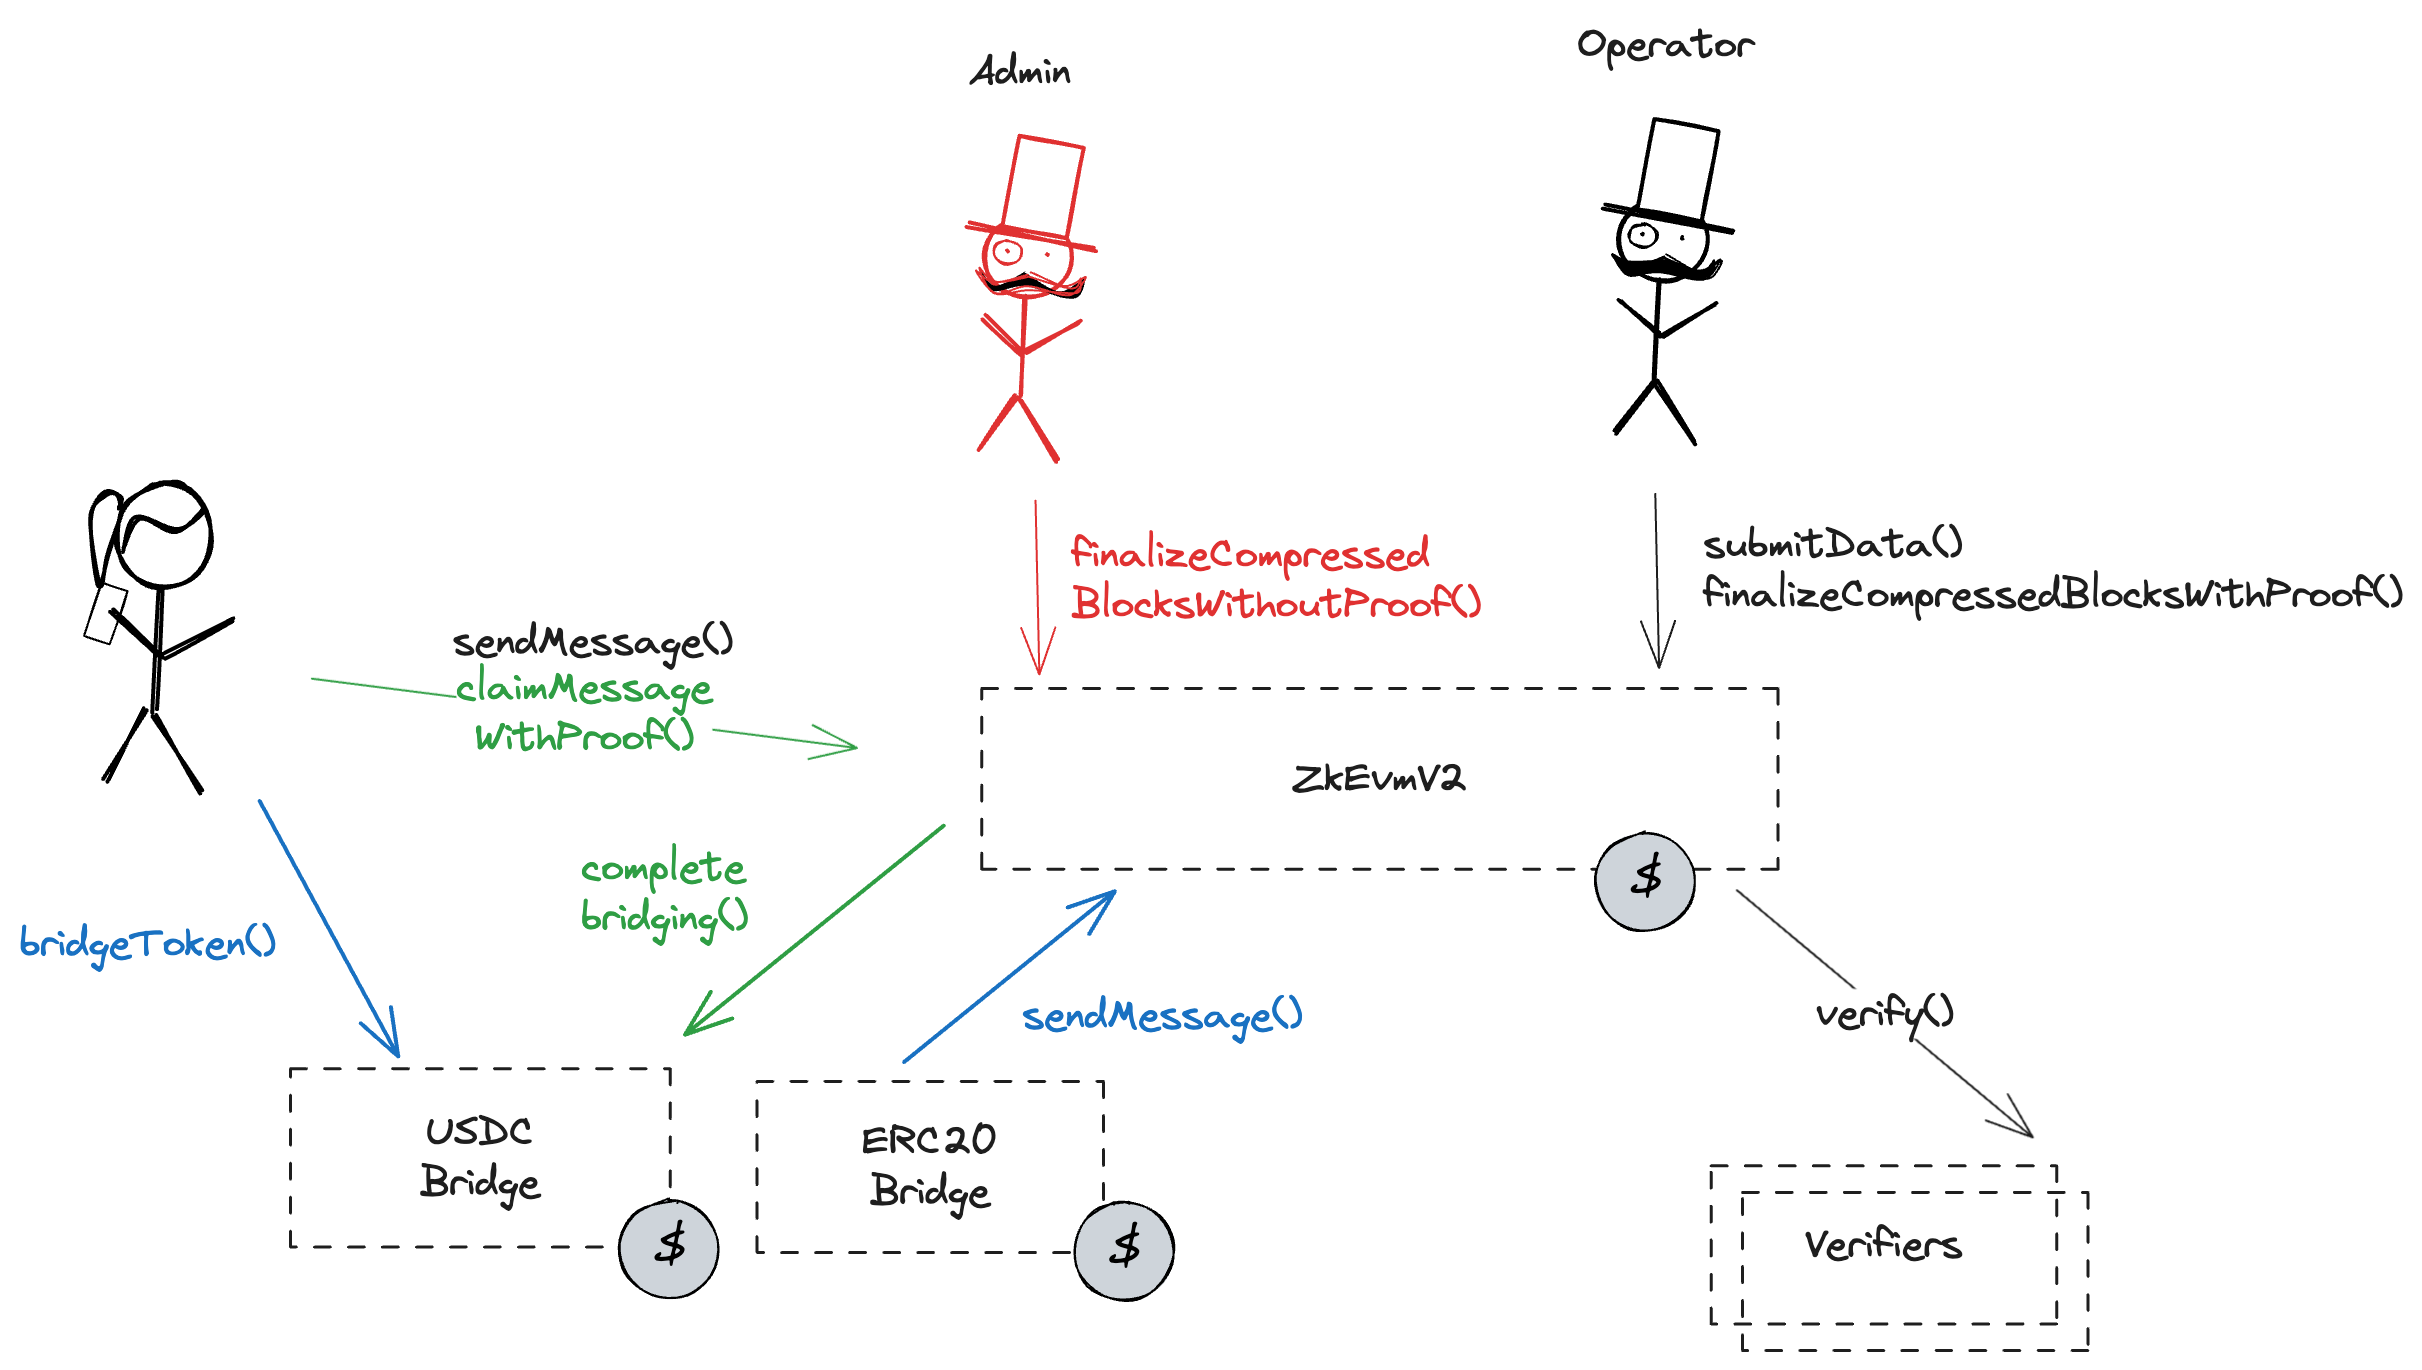 Admin
Operator
finalizeCompressed
BlocksWithoutProof()
submitData()
finalizeCompressedBlocksWithProof()
sendMessage()
claimMessage
WithProof()
ZkEvmV2
$
complete
bridging()
bridgeToken()
sendMessage()
verify()
USDC
Bridge
$
ERC20
Bridge
$
Verifiers